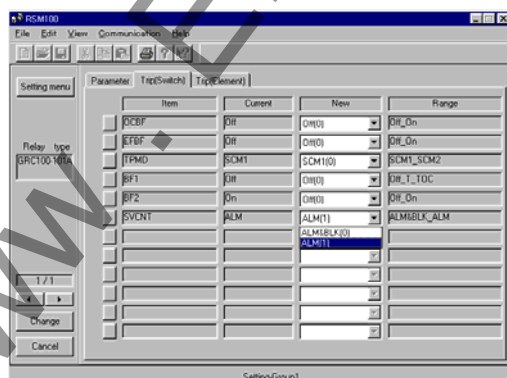 RSM100
File Edit View Communication Help
Setting menu
Parameter Trip(Switch) Trip(Element)
Item Current New Range
OCBF Off Off(0) Off_On
EFBF Off Off(0) Off_On
Relay type
GRC100-101A
TPMD SCM1 SCM1(0) SCM1_SCM2
BF1 Off Off(0) Off_T_TOC
BF2 On Off(0) Off_On
SVCNT ALM ALM(1) ALM&BLK_ALM
ALM&BLK(0)
ALM(1)
1/1
Change
Cancel
Setting-Group1